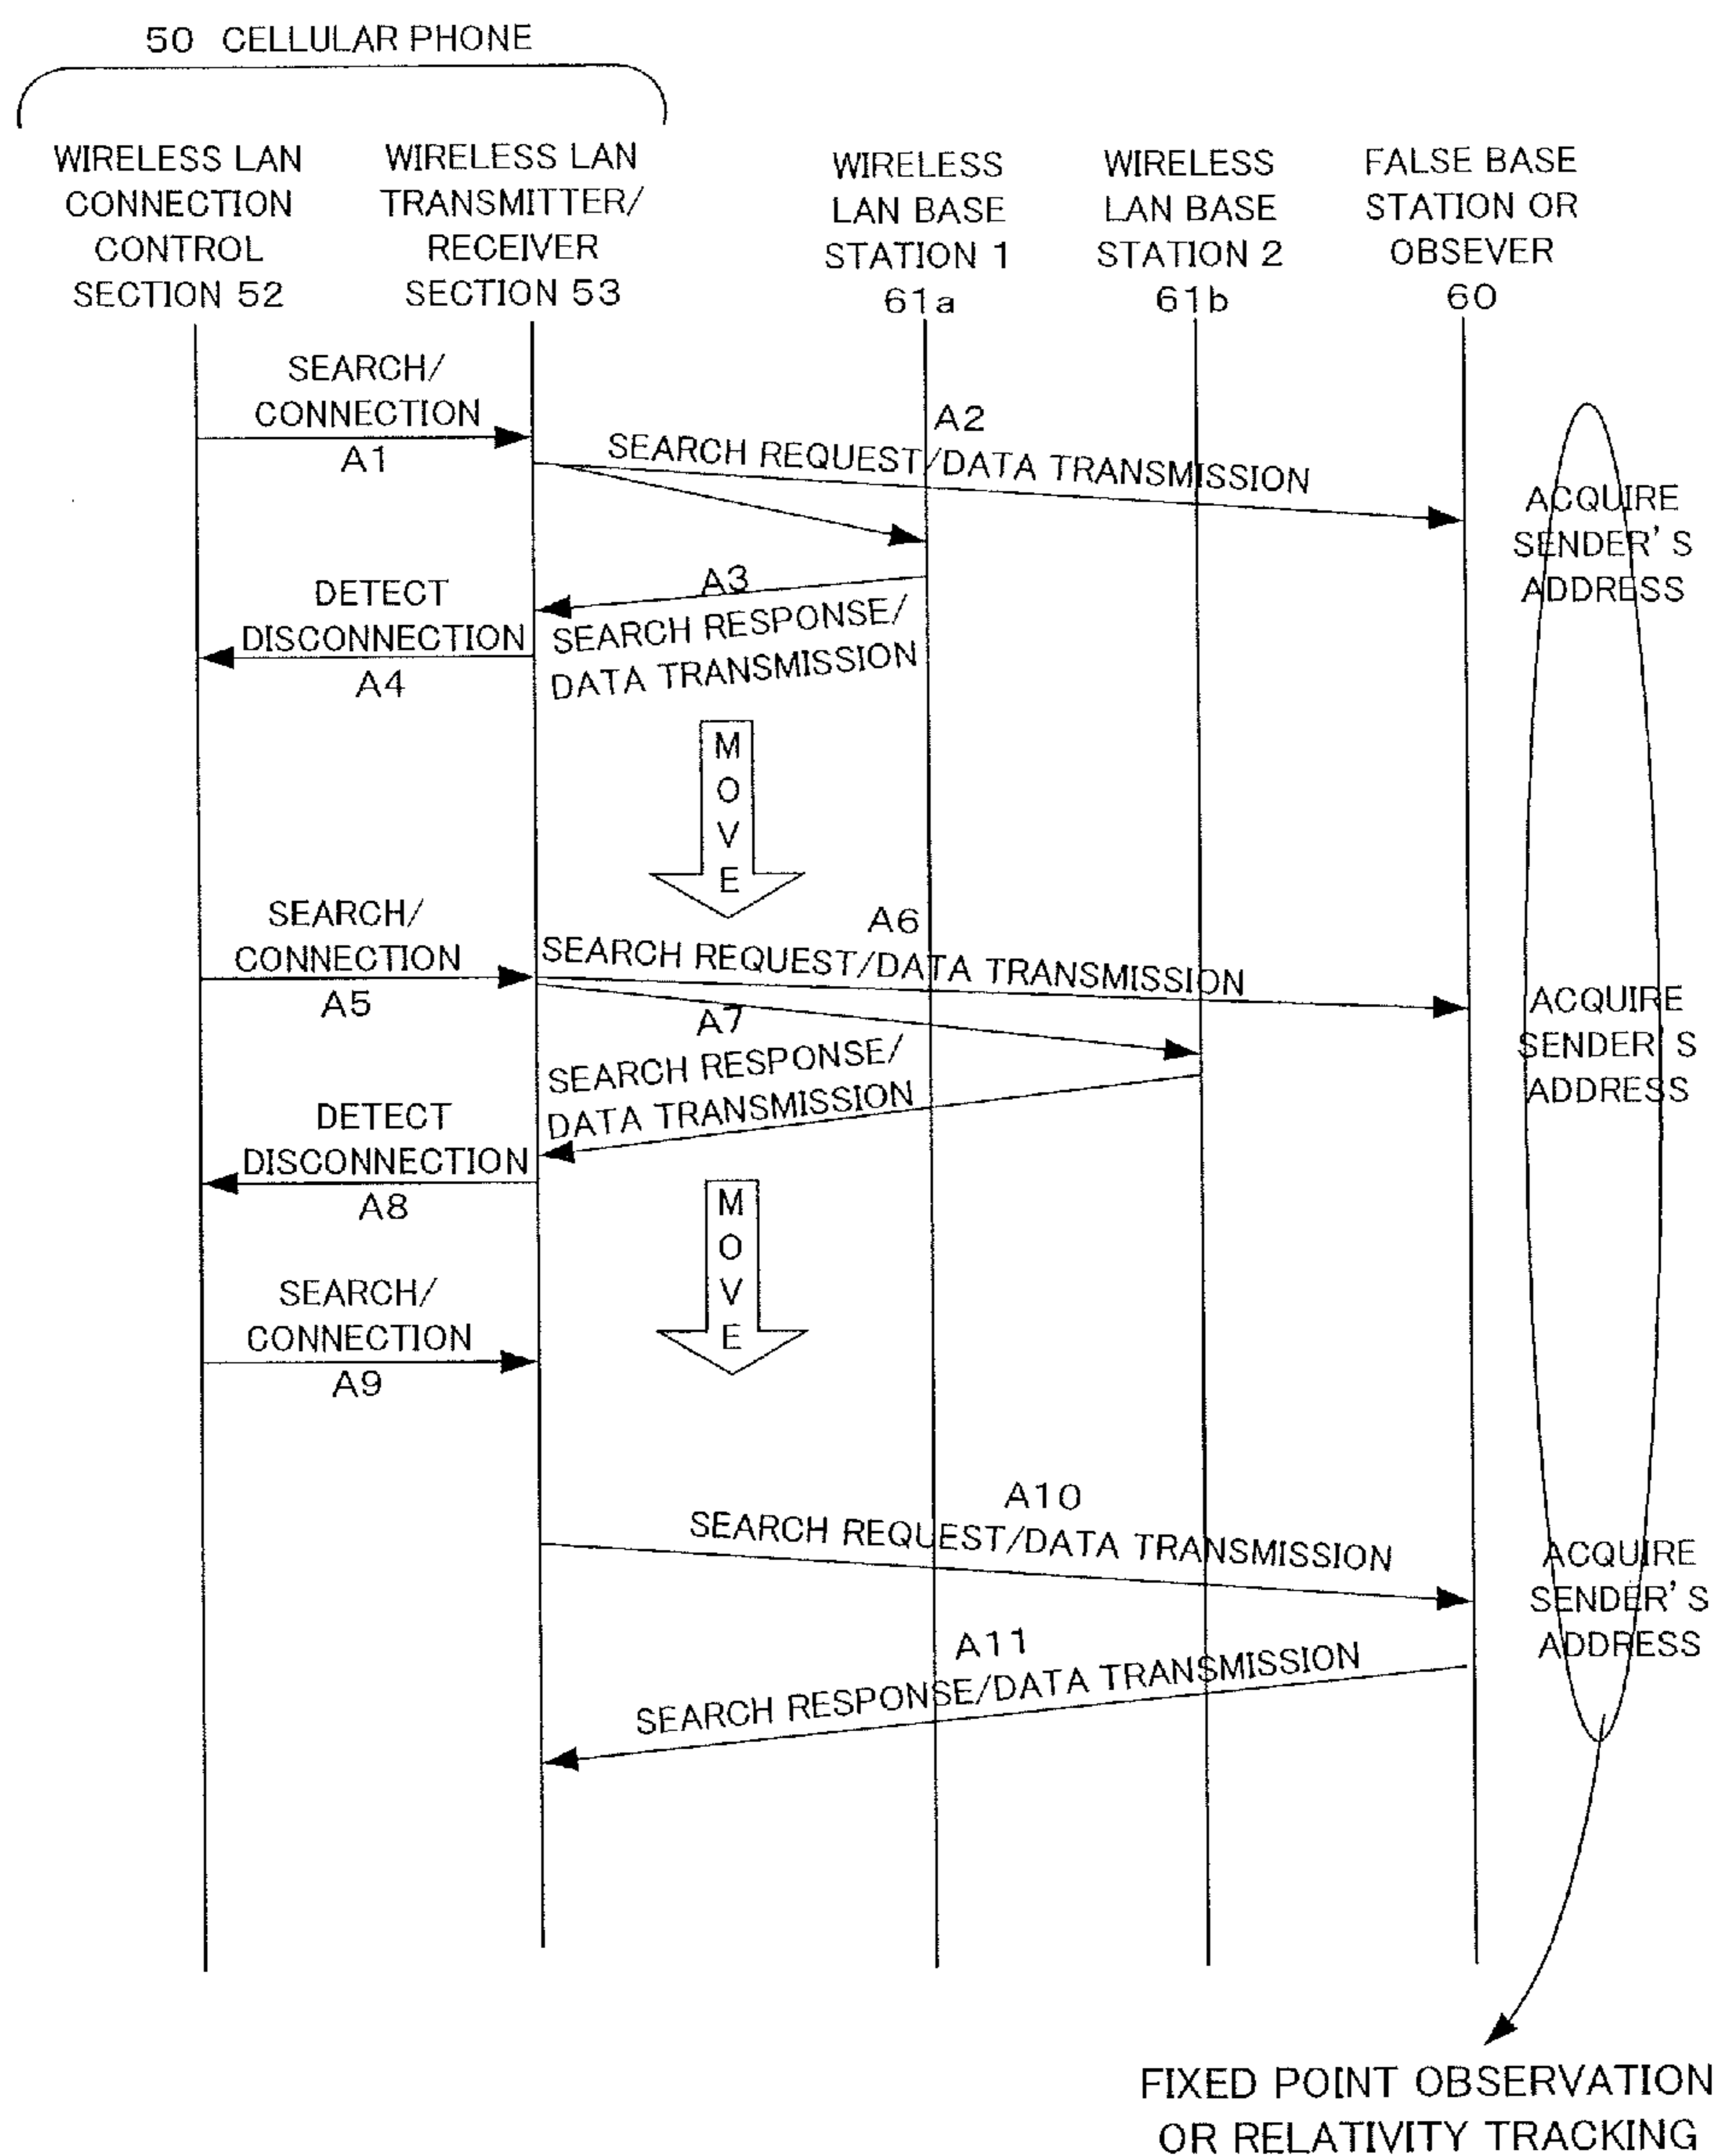 50 CELLULAR PHONE
WIRELESS LAN
CONNECTION
CONTROL
SECTION 52
WIRELESS LAN
TRANSMITTER/
RECEIVER
SECTION 53
WIRELESS
LAN BASE
STATION 1
61a
WIRELESS
LAN BASE
STATION 2
61b
FALSE BASE
STATION OR
OBSEVER
60
SEARCH/
CONNECTION
A1
A2
SEARCH REQUEST/DATA TRANSMISSION
ACQUIRE
SENDER'S
ADDRESS
A3
SEARCH RESPONSE/
DATA TRANSMISSION
DETECT
DISCONNECTION
A4
M
O
V
E
SEARCH/
CONNECTION
A5
A6
SEARCH REQUEST/DATA TRANSMISSION
ACQUIRE
SENDER'S
ADDRESS
A7
SEARCH RESPONSE/
DATA TRANSMISSION
DETECT
DISCONNECTION
A8
M
O
V
E
SEARCH/
CONNECTION
A9
A10
SEARCH REQUEST/DATA TRANSMISSION
ACQUIRE
SENDER'S
ADDRESS
A11
SEARCH RESPONSE/DATA TRANSMISSION
FIXED POINT OBSERVATION
OR RELATIVITY TRACKING